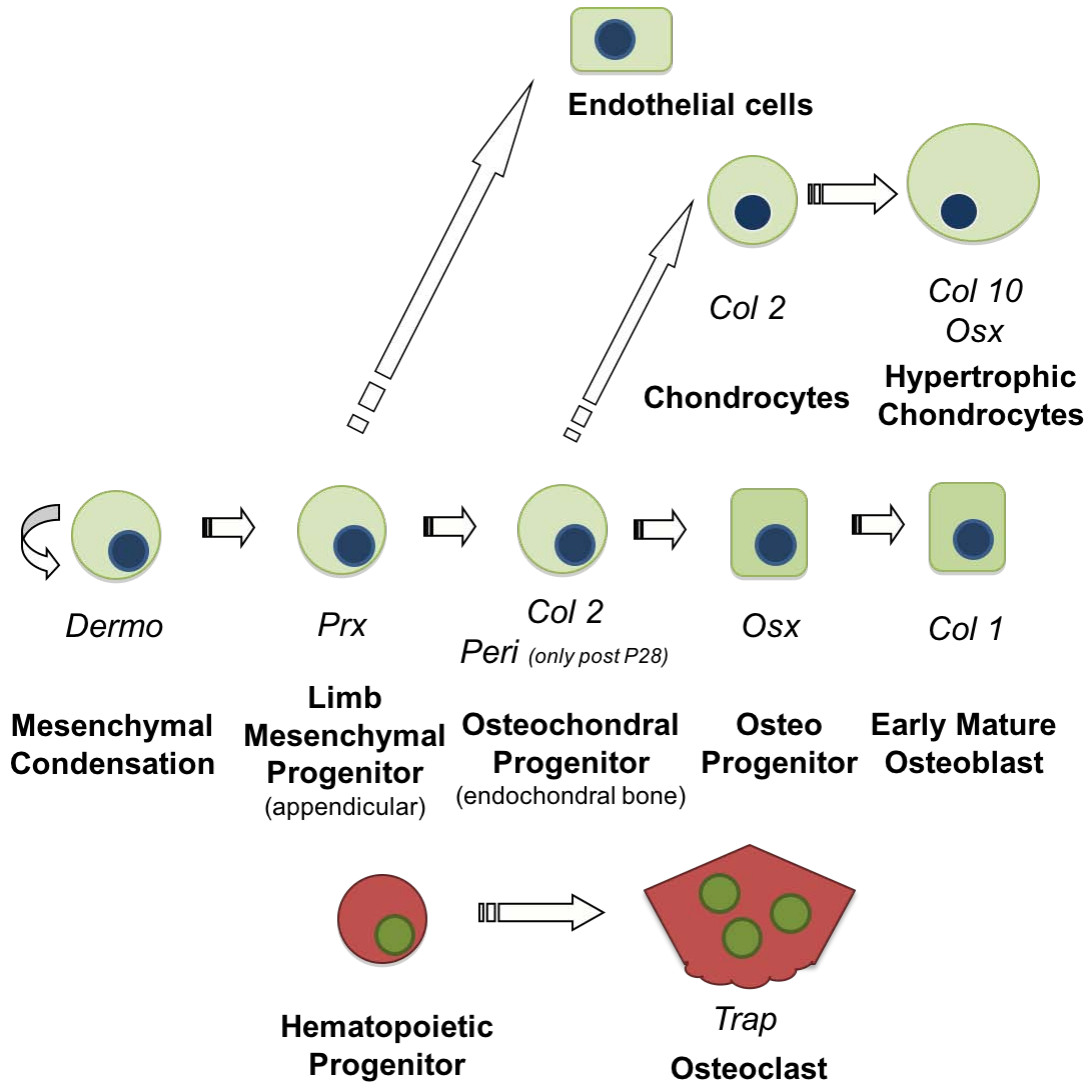 Endothelial cells
Col 2
Chondrocytes
Col 10
Osx
Hypertrophic
Chondrocytes
Dermo
Mesenchymal
Condensation
Prx
Limb
Mesenchymal
Progenitor
(appendicular)
Col 2
Peri (only post P28)
Osteochondral
Progenitor
(endochondral bone)
Osx
Osteo
Progenitor
Col 1
Early Mature
Osteoblast
Hematopoietic
Progenitor
Trap
Osteoclast